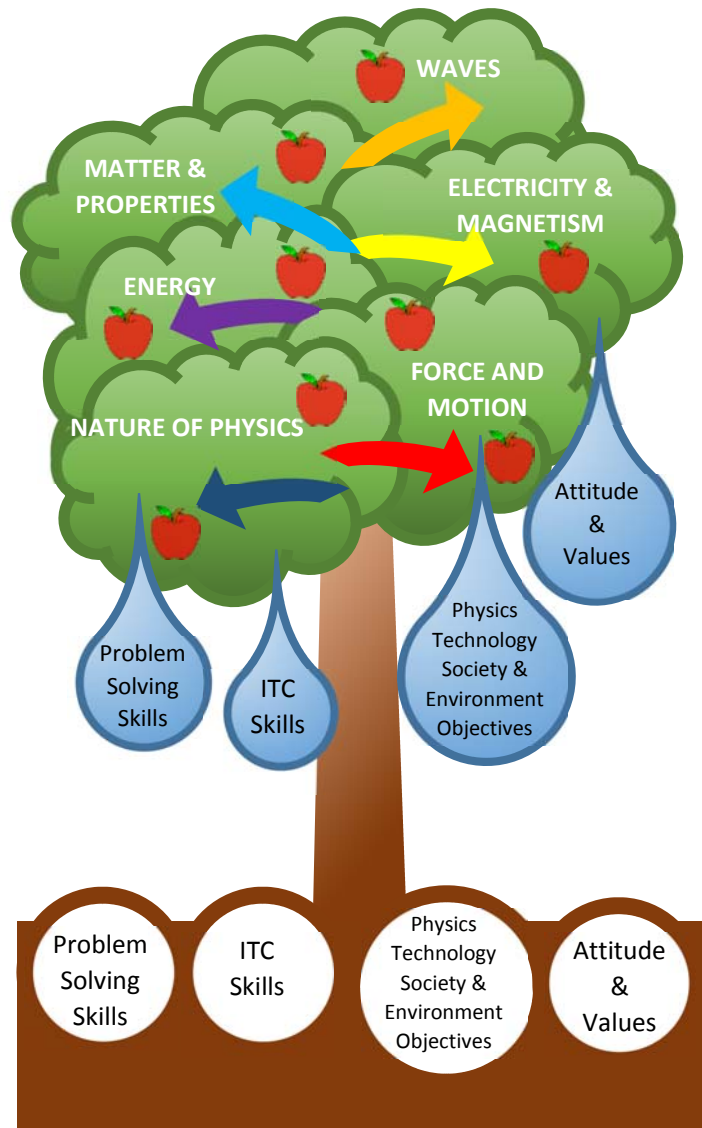 WAVES
MATTER &
PROPERTIES
ELECTRICITY &
MAGNETISM
ENERGY
FORCE AND
MOTION
NATURE OF PHYSICS
Attitude
&
Values
Problem
Solving
Skills
ITC
Skills
Physics
Technology
Society &
Environment
Objectives
Problem
Solving
Skills
ITC
Skills
Physics
Technology
Society &
Environment
Objectives
Attitude
&
Values